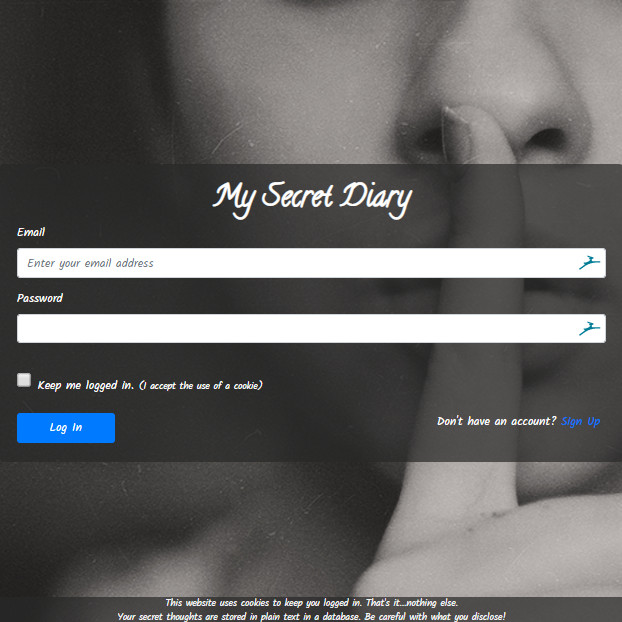 My Secret Diary
Email
Enter your email address
Password
Keep me logged in. (I accept the use of a cookie)
Log In
Don't have an account? Sign Up
This website uses cookies to keep you logged in. That's it...nothing else.
Your secret thoughts are stored in plain text in a database. Be careful with what you disclose!